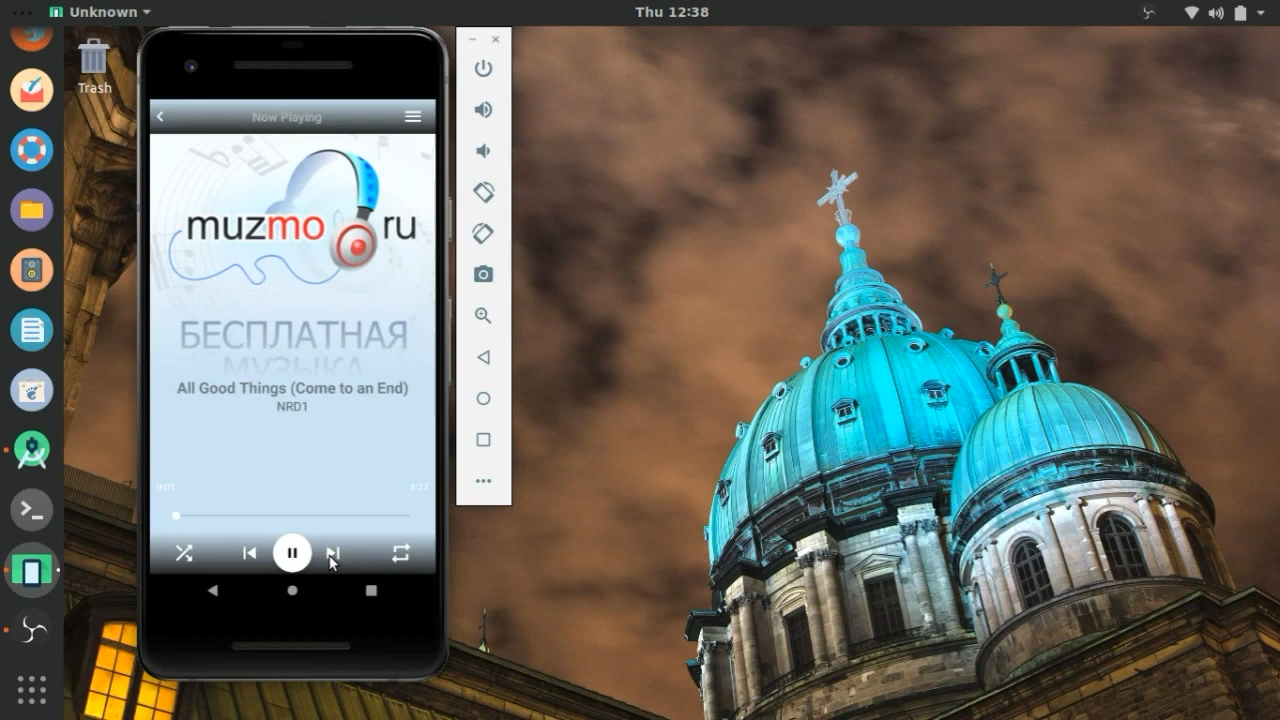 Unknown
Thu 12:38
Trash
Now Playing
muzmo ru
БЕСПЛАТНАЯ
МУЗЫКА
All Good Things (Come to an End)
NRD1
0:01
3:27